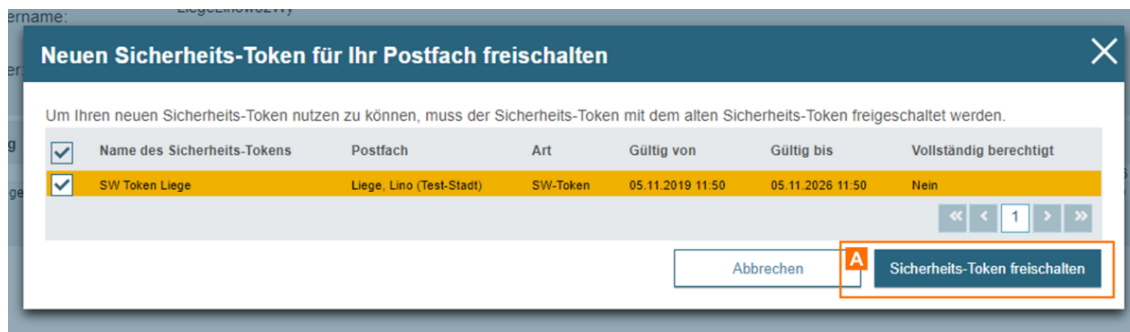 ername:
Neuen Sicherheits-Token für Ihr Postfach freischalten
Um Ihren neuen Sicherheits-Token nutzen zu können, muss der Sicherheits-Token mit dem alten Sicherheits-Token freigeschaltet werden.
Name des Sicherheits-Tokens Postfach Art Gültig von Gültig bis Vollständig berechtigt
SW Token Liege Liege, Lino (Test-Stadt) SW-Token 05.11.2019 11:50 05.11.2026 11:50 Nein
« < 1 > »
Abbrechen A Sicherheits-Token freischalten